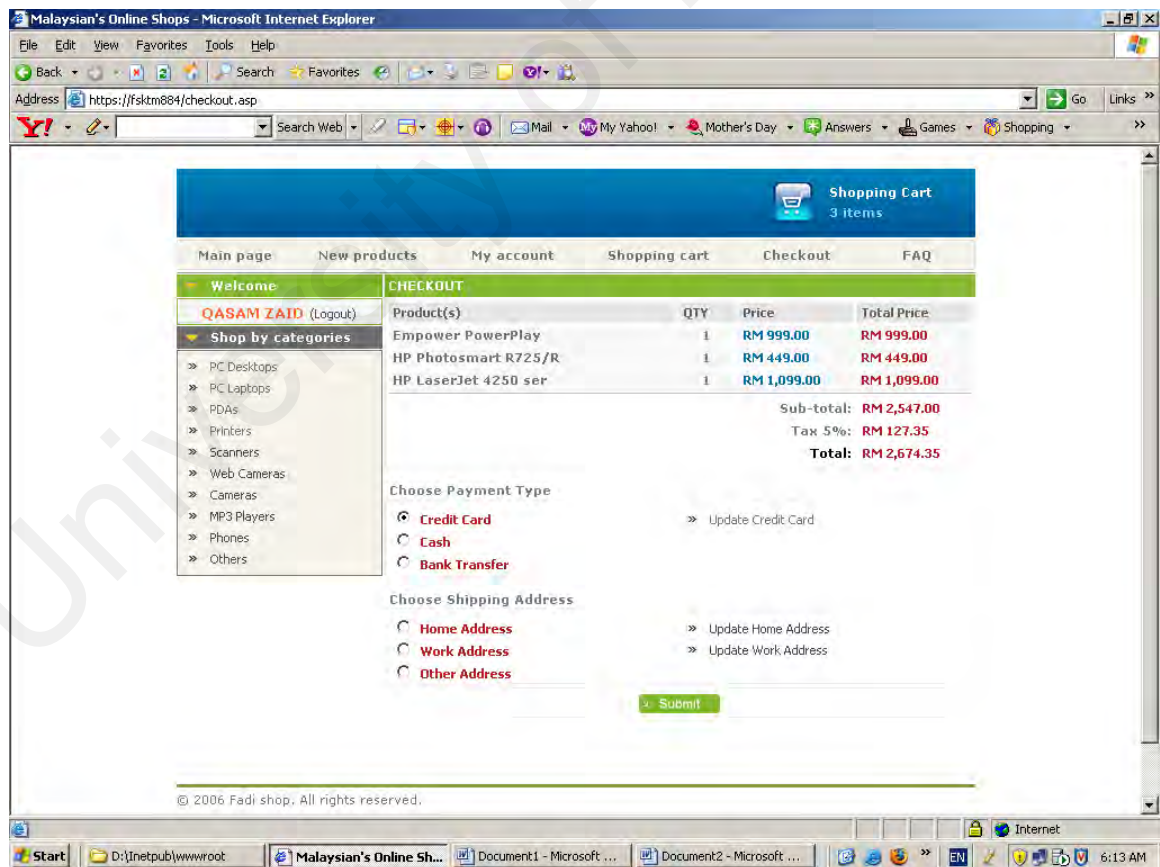 Malaysian's Online Shops - Microsoft Internet Explorer
File Edit View Favorites Tools Help
Back Search Favorites
Address https://fsktm884/checkout.asp Go Links »
Y! Search Web Mail My Yahoo! Mother's Day Answers Games Shopping »
Shopping Cart
3 items
Main page New products My account Shopping cart Checkout FAQ
Welcome
QASAM ZAID (Logout)
Shop by categories
» PC Desktops
» PC Laptops
» PDAs
» Printers
» Scanners
» Web Cameras
» Cameras
» MP3 Players
» Phones
» Others
CHECKOUT
Product(s) QTY Price Total Price
Empower PowerPlay 1 RM 999.00 RM 999.00
HP Photosmart R725/R 1 RM 449.00 RM 449.00
HP LaserJet 4250 ser 1 RM 1,099.00 RM 1,099.00
Sub-total: RM 2,547.00
Tax 5%: RM 127.35
Total: RM 2,674.35
Choose Payment Type
Credit Card » Update Credit Card
Cash
Bank Transfer
Choose Shipping Address
Home Address » Update Home Address
Work Address » Update Work Address
Other Address
Submit
© 2006 Fadi shop. All rights reserved.
Internet
Start D:\Inetpub\wwwroot Malaysian's Online Sh... Document1 - Microsoft ... Document2 - Microsoft ... » EN 6:13 AM
University of